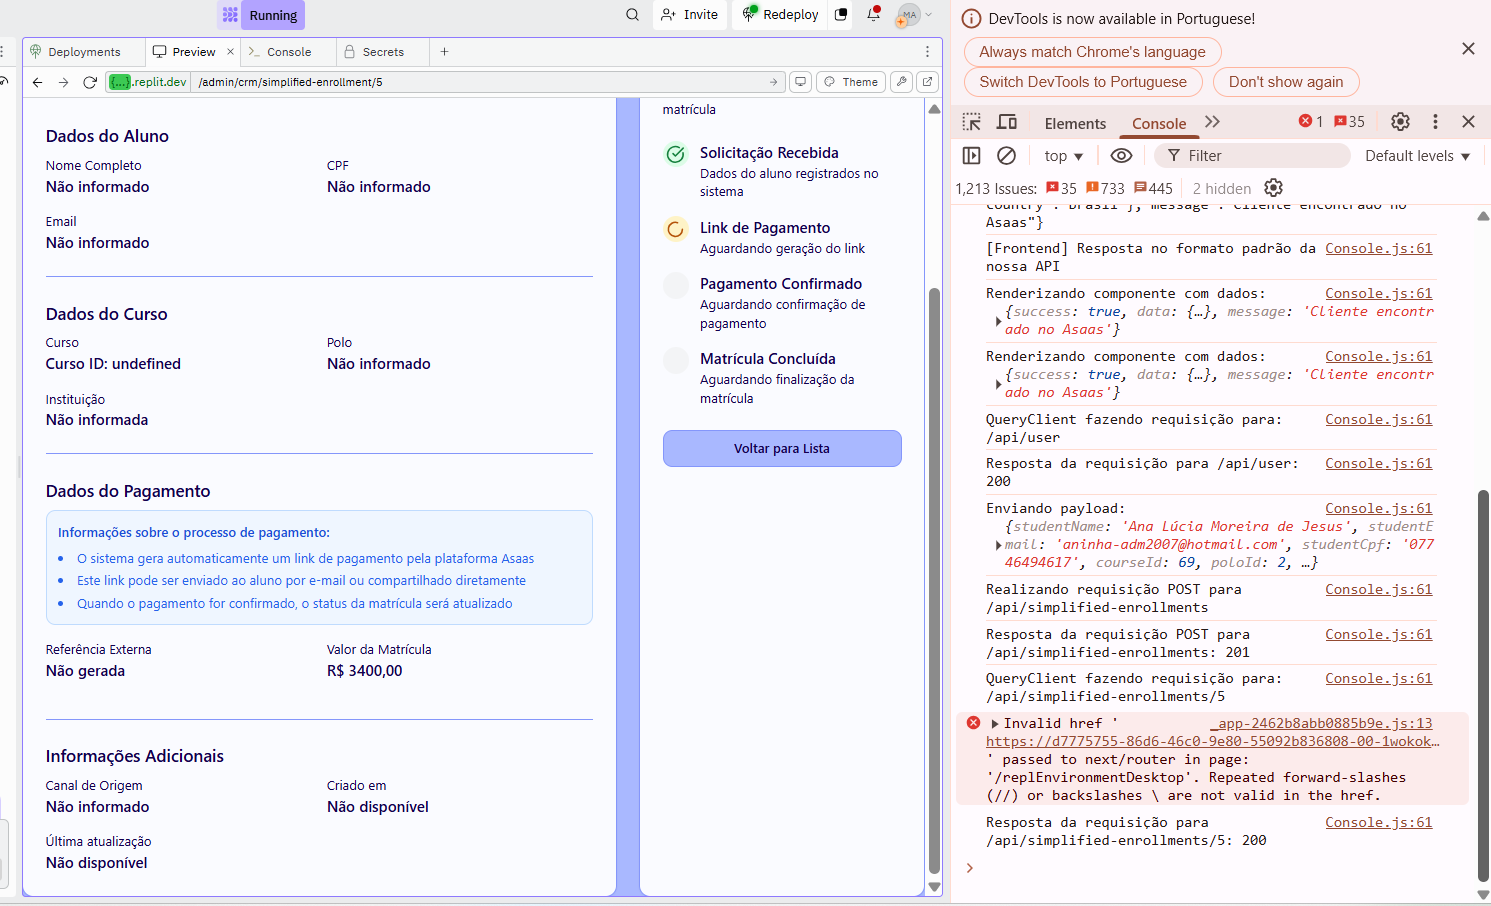 Running
Invite
Redeploy
MA
Deployments
Preview
Console
Secrets
{...}.replit.dev
/admin/crm/simplified-enrollment/5
Theme
Dados do Aluno
Nome Completo
CPF
Não informado
Não informado
Email
Não informado
Dados do Curso
Curso
Polo
Curso ID: undefined
Não informado
Instituição
Não informada
Dados do Pagamento
Informações sobre o processo de pagamento:
• O sistema gera automaticamente um link de pagamento pela plataforma Asaas
• Este link pode ser enviado ao aluno por e-mail ou compartilhado diretamente
• Quando o pagamento for confirmado, o status da matrícula será atualizado
Referência Externa
Valor da Matrícula
Não gerada
R$ 3400,00
Informações Adicionais
Canal de Origem
Criado em
Não informado
Não disponível
Última atualização
Não disponível
matrícula
Solicitação Recebida
Dados do aluno registrados no
sistema
Link de Pagamento
Aguardando geração do link
Pagamento Confirmado
Aguardando confirmação de
pagamento
Matrícula Concluída
Aguardando finalização da
matrícula
Voltar para Lista
DevTools is now available in Portuguese!
Always match Chrome's language
Switch DevTools to Portuguese
Don't show again
Elements
Console
1
35
top
Filter
Default levels
1,213 Issues:
35
733
445
2 hidden
country":"Brasil"},"message":"Cliente encontrado no
Asaas"}
[Frontend] Resposta no formato padrão da
Console.js:61
nossa API
Renderizando componente com dados:
Console.js:61
{success: true, data: {…}, message: 'Cliente encontr
ado no Asaas'}
Renderizando componente com dados:
Console.js:61
{success: true, data: {…}, message: 'Cliente encontr
ado no Asaas'}
QueryClient fazendo requisição para:
Console.js:61
/api/user
Resposta da requisição para /api/user:
Console.js:61
200
Enviando payload:
Console.js:61
{studentName: 'Ana Lúcia Moreira de Jesus', studentE
mail: 'aninha-adm2007@hotmail.com', studentCpf: '077
46494617', courseId: 69, poloId: 2, …}
Realizando requisição POST para
Console.js:61
/api/simplified-enrollments
Resposta da requisição POST para
Console.js:61
/api/simplified-enrollments: 201
QueryClient fazendo requisição para:
Console.js:61
/api/simplified-enrollments/5
Invalid href '
_app-2462b8abb0885b9e.js:13
https://d7775755-86d6-46c0-9e80-55092b836808-00-1wokok…
' passed to next/router in page:
'/replEnvironmentDesktop'. Repeated forward-slashes
(//) or backslashes \ are not valid in the href.
Resposta da requisição para
Console.js:61
/api/simplified-enrollments/5: 200